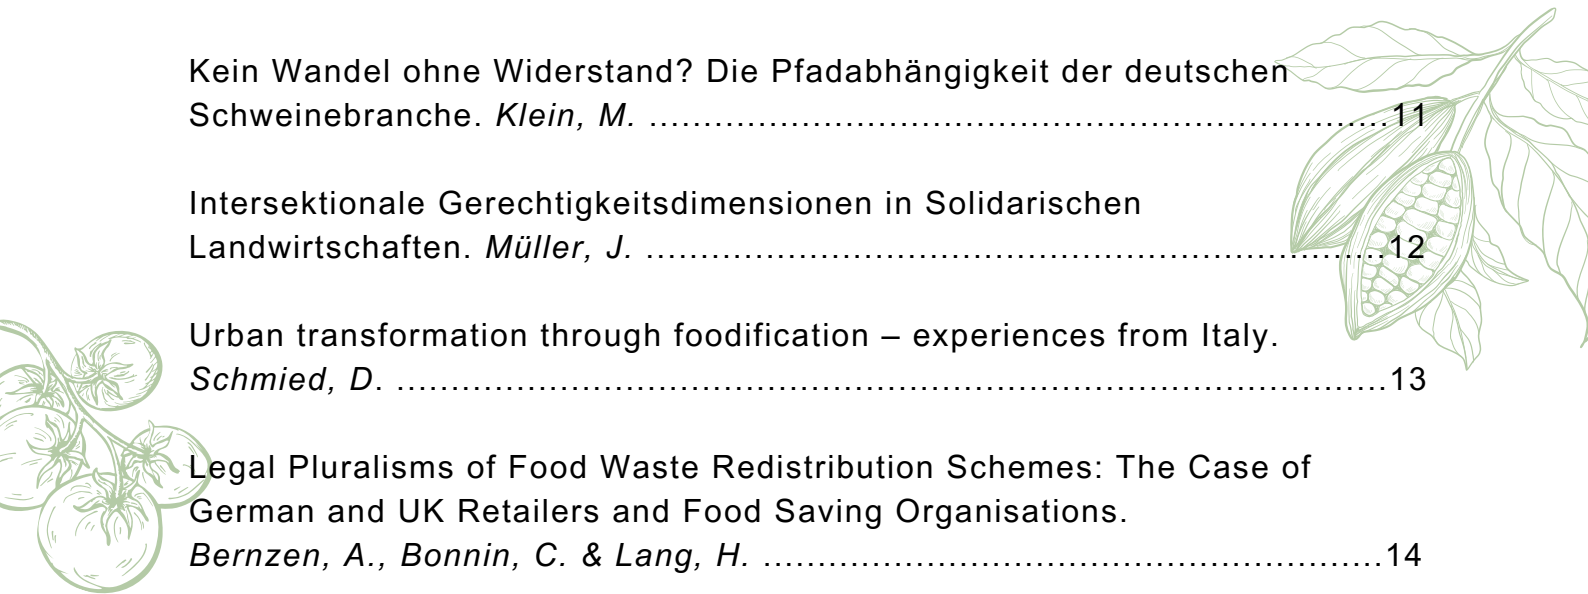 Kein Wandel ohne Widerstand? Die Pfadabhängigkeit der deutschen
Schweinebranche. Klein, M. ....................................................................11
Intersektionale Gerechtigkeitsdimensionen in Solidarischen
Landwirtschaften. Müller, J. ....................................................................12
Urban transformation through foodification – experiences from Italy.
Schmied, D. ...........................................................................................13
Legal Pluralisms of Food Waste Redistribution Schemes: The Case of
German and UK Retailers and Food Saving Organisations.
Bernzen, A., Bonnin, C. & Lang, H. .........................................................14